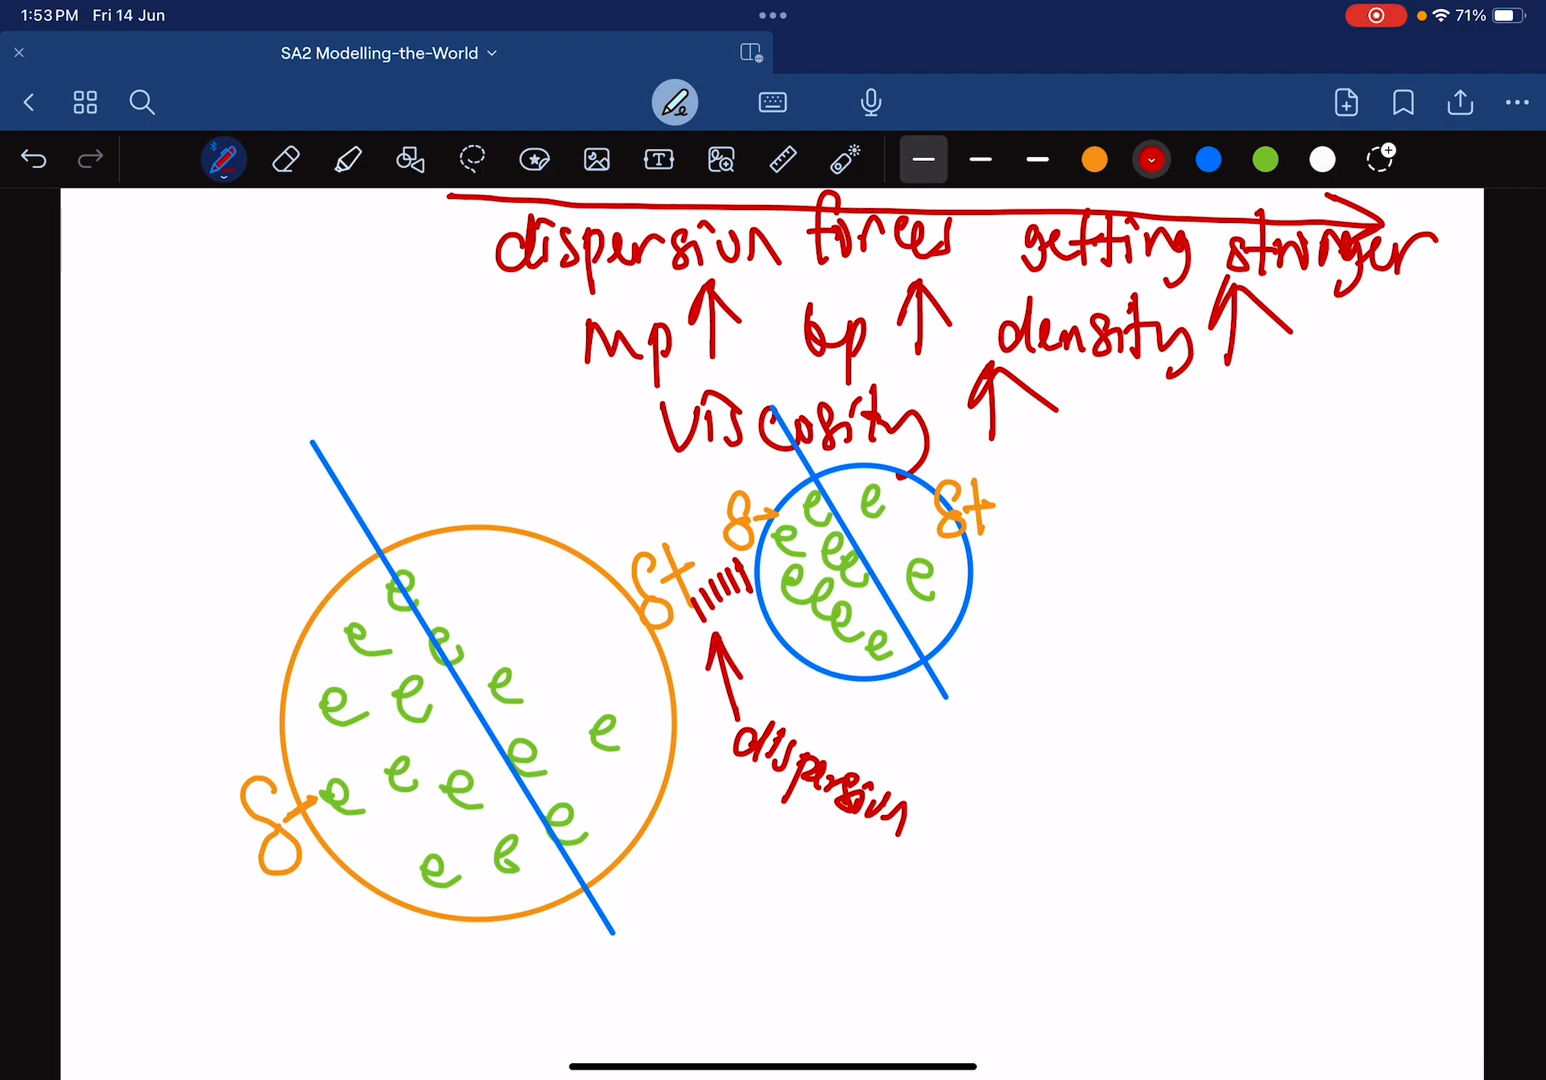 1:53 PM Fri 14 Jun
71%
SA2 Modelling-the-World
T
dispersion forces getting stronger
mp ↑ bp ↑ density ↑
viscosity ↑
δ- e e δ+
e e e
e e e e e
δ+
e
e e e
e e e
e
e e e e
δ-
e e e
dispersion